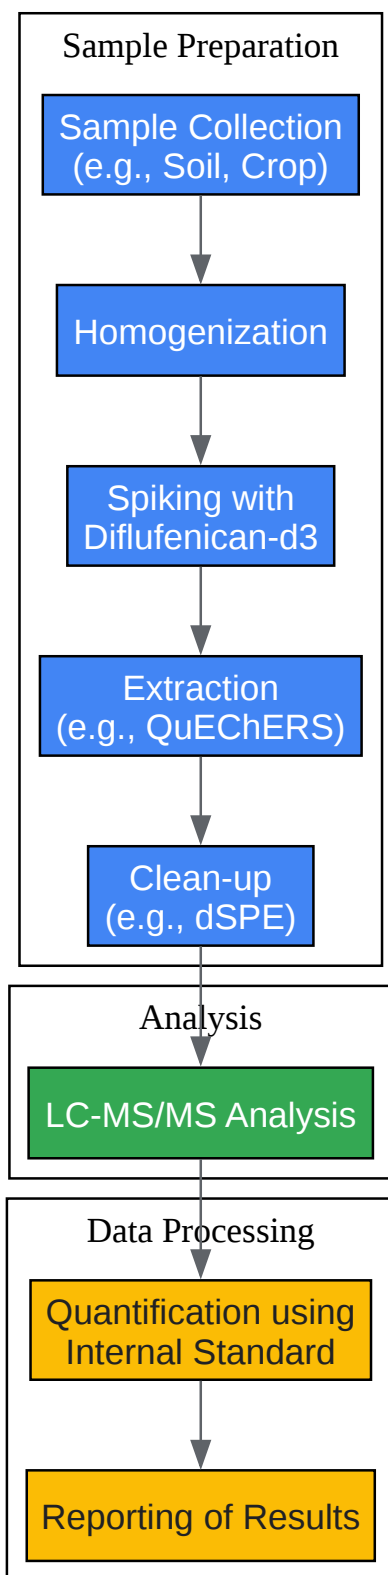 Sample Preparation
Sample Collection
(e.g., Soil, Crop)
Homogenization
Spiking with
Diflufenican-d3
Extraction
(e.g., QuEChERS)
Clean-up
(e.g., dSPE)
Analysis
LC-MS/MS Analysis
Data Processing
Quantification using
Internal Standard
Reporting of Results